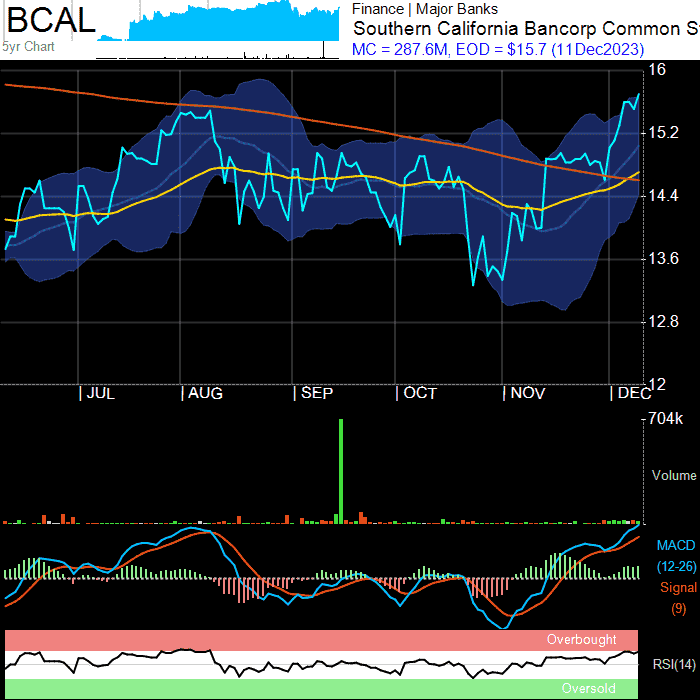 BCAL
5yr Chart
Finance | Major Banks
Southern California Bancorp Common S
MC = 287.6M, EOD = $15.7 (11Dec2023)
16
15.2
14.4
13.6
12.8
12
| JUL | AUG | SEP | OCT | NOV | DEC
704k
Volume
MACD
(12-26)
Signal
(9)
Overbought
RSI(14)
Oversold